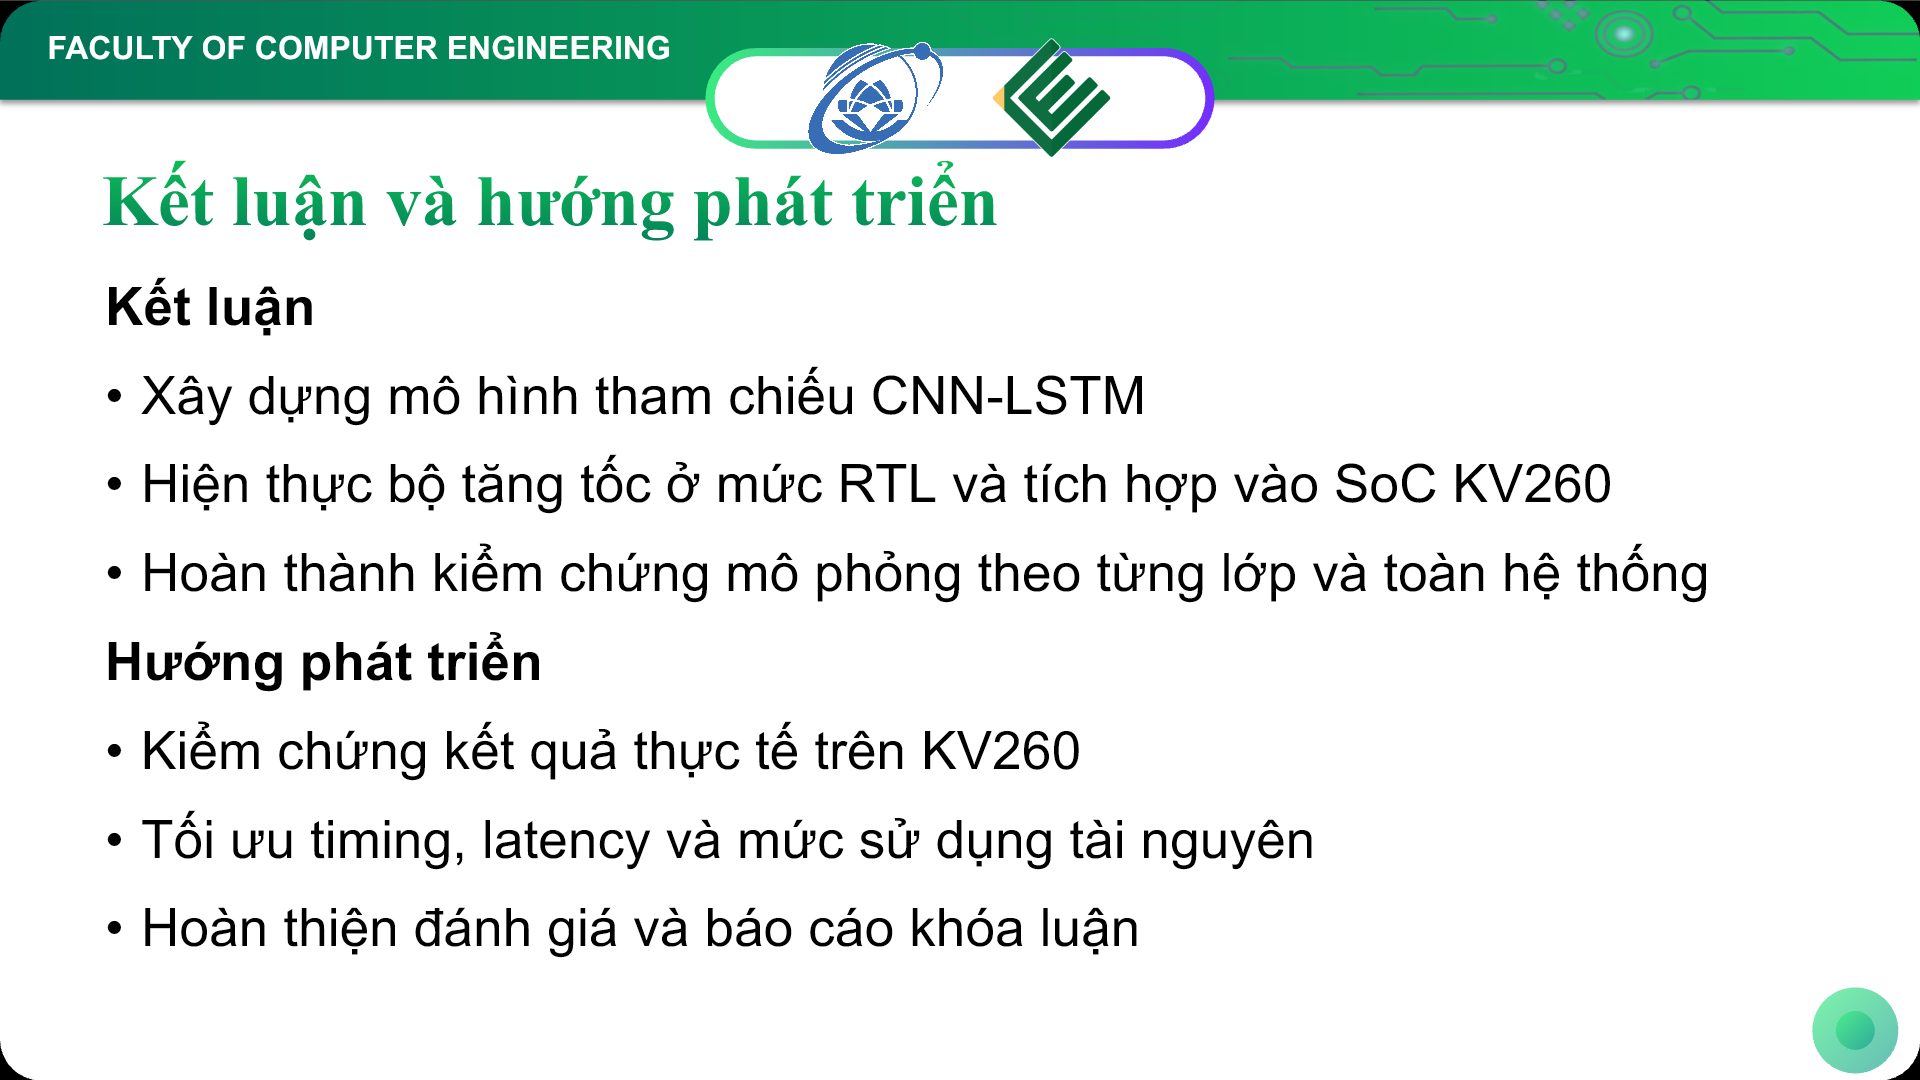 FACULTY OF COMPUTER ENGINEERING
Kết luận và hướng phát triển
Kết luận
• Xây dựng mô hình tham chiếu CNN-LSTM
• Hiện thực bộ tăng tốc ở mức RTL và tích hợp vào SoC KV260
• Hoàn thành kiểm chứng mô phỏng theo từng lớp và toàn hệ thống
Hướng phát triển
• Kiểm chứng kết quả thực tế trên KV260
• Tối ưu timing, latency và mức sử dụng tài nguyên
• Hoàn thiện đánh giá và báo cáo khóa luận